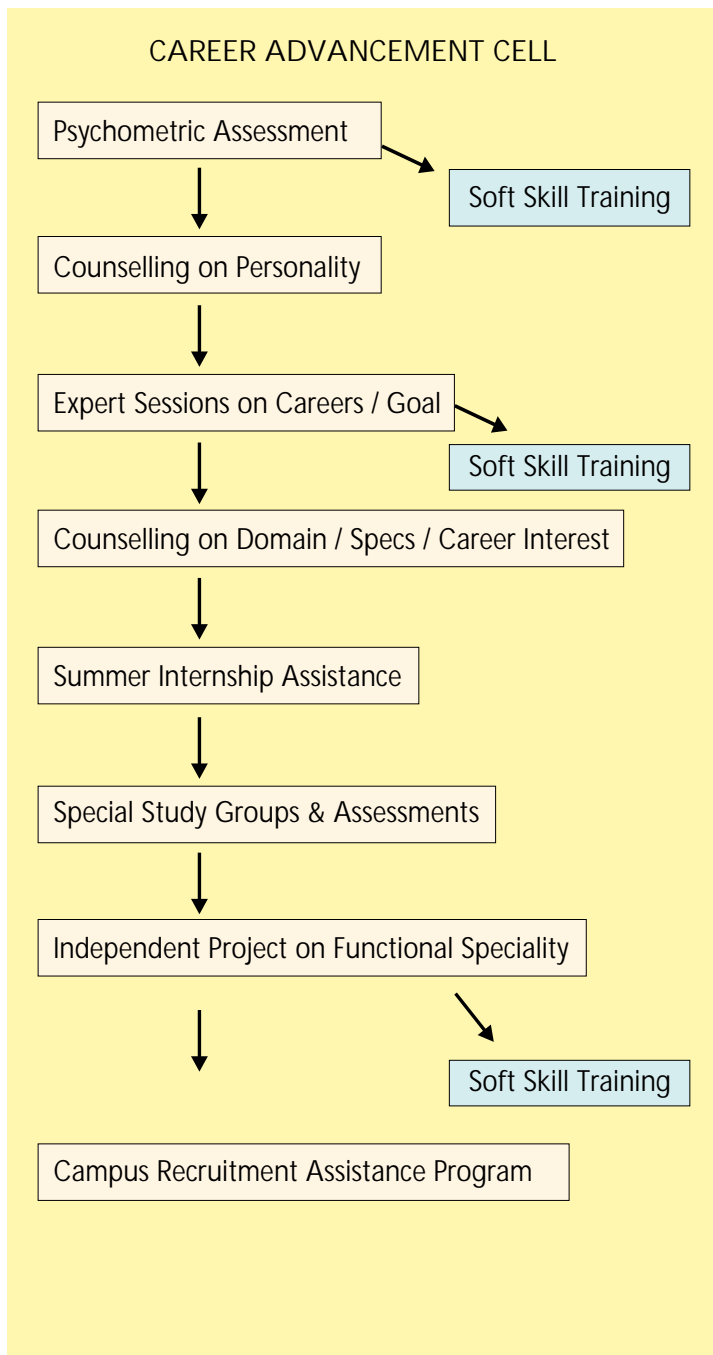 CAREER ADVANCEMENT CELL
Psychometric Assessment
Soft Skill Training
Counselling on Personality
Expert Sessions on Careers / Goal
Soft Skill Training
Counselling on Domain / Specs / Career Interest
Summer Internship Assistance
Special Study Groups & Assessments
Independent Project on Functional Speciality
Soft Skill Training
Campus Recruitment Assistance Program